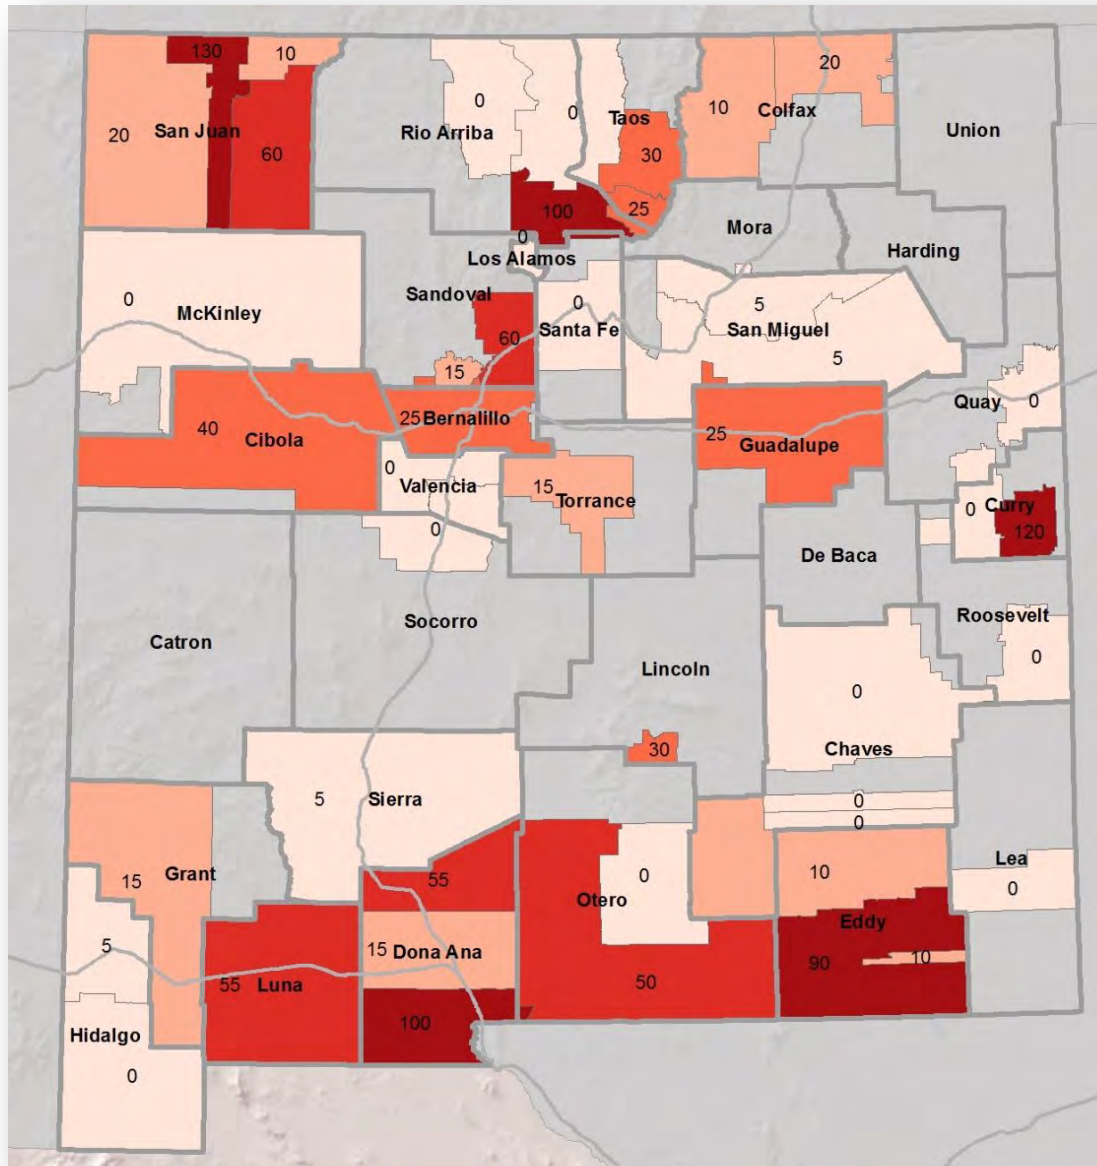 130
10
20
0
10
Colfax
0
Taos
San Juan
20
Rio Arriba
Union
60
30
100
25
Mora
0
Harding
Los Alamos
0
Sandoval
0
McKinley
5
60
Santa Fe
San Miguel
15
5
Quay
0
25
Bernalillo
40
Cibola
25
Guadalupe
0
Valencia
15
Torrance
0
Curry
0
120
De Baca
Roosevelt
Socorro
Catron
0
Lincoln
0
30
Chaves
5
Sierra
0
0
15
Grant
55
0
10
Lea
0
Otero
Eddy
5
15
Dona Ana
10
90
55
Luna
50
100
Hidalgo
0